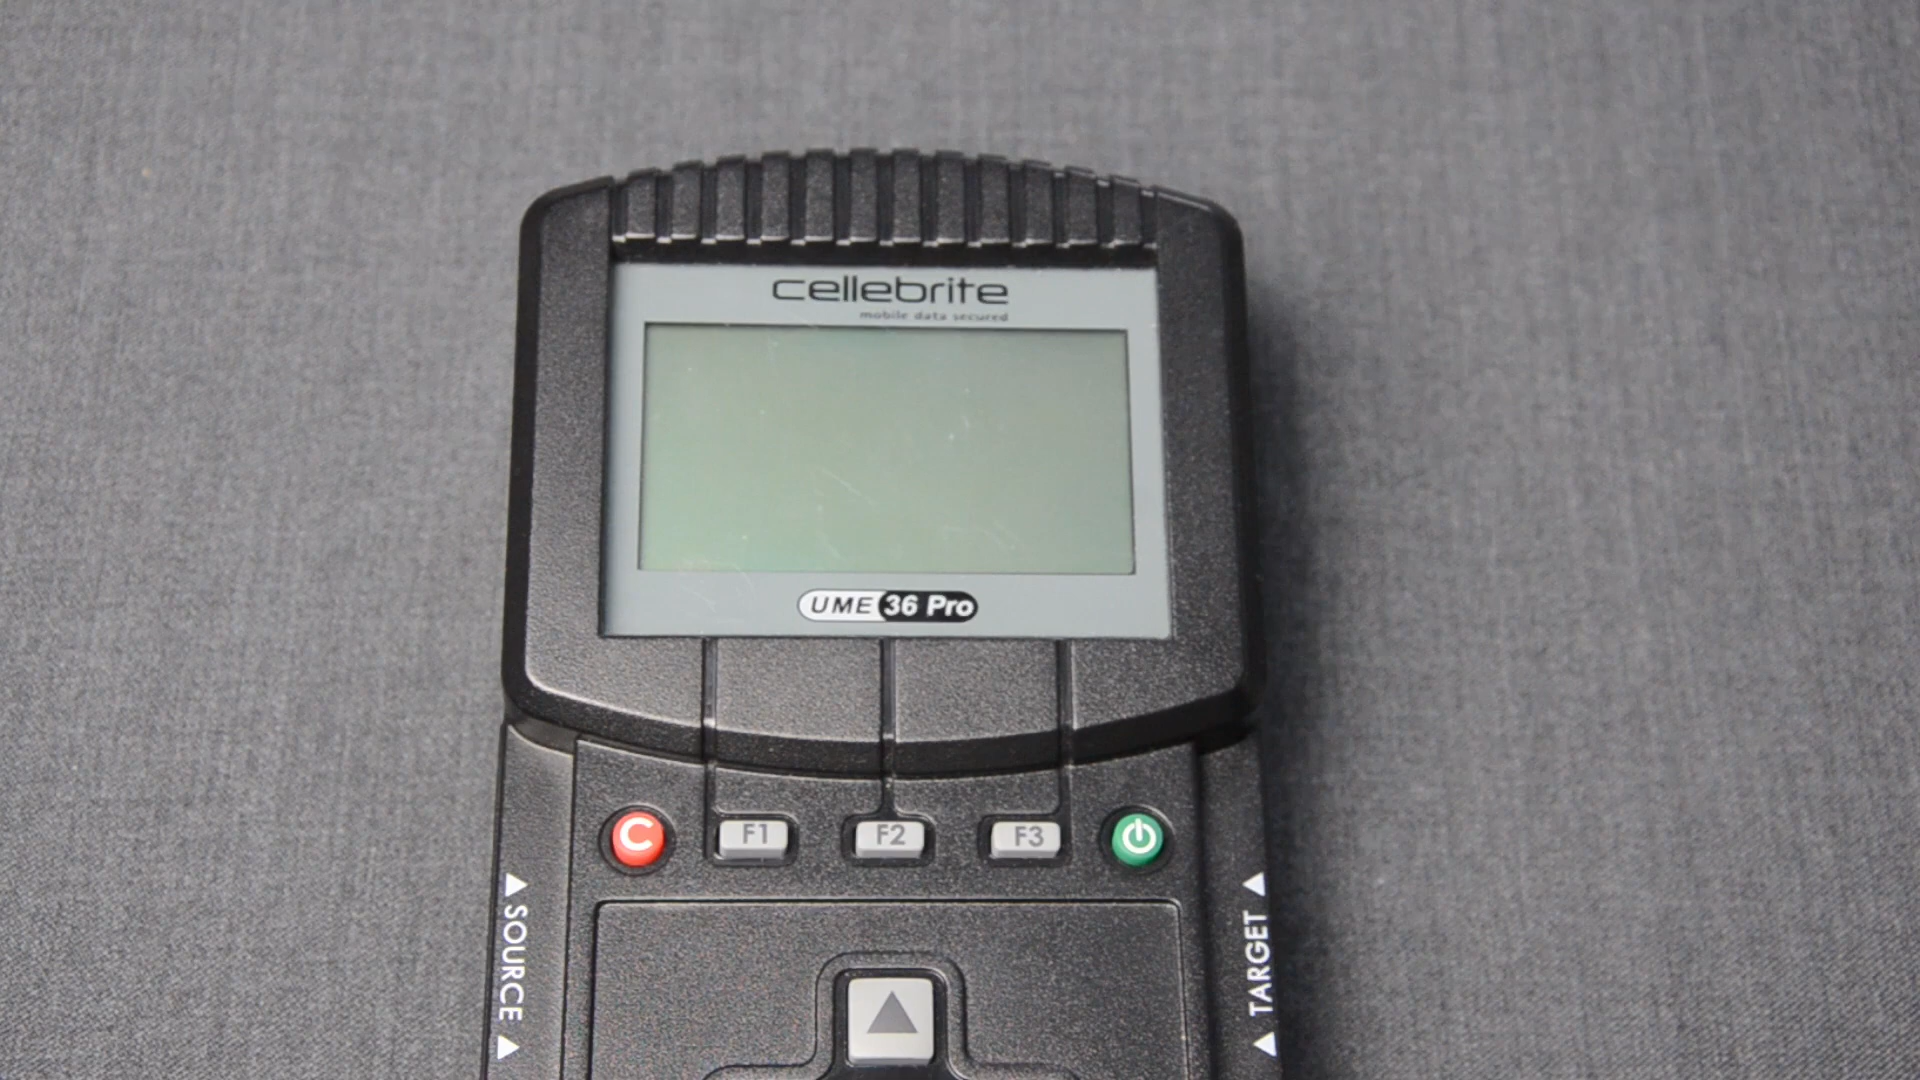 cellebrite
mobile data secured
UME 36 Pro
C F1 F2 F3
SOURCE
TARGET